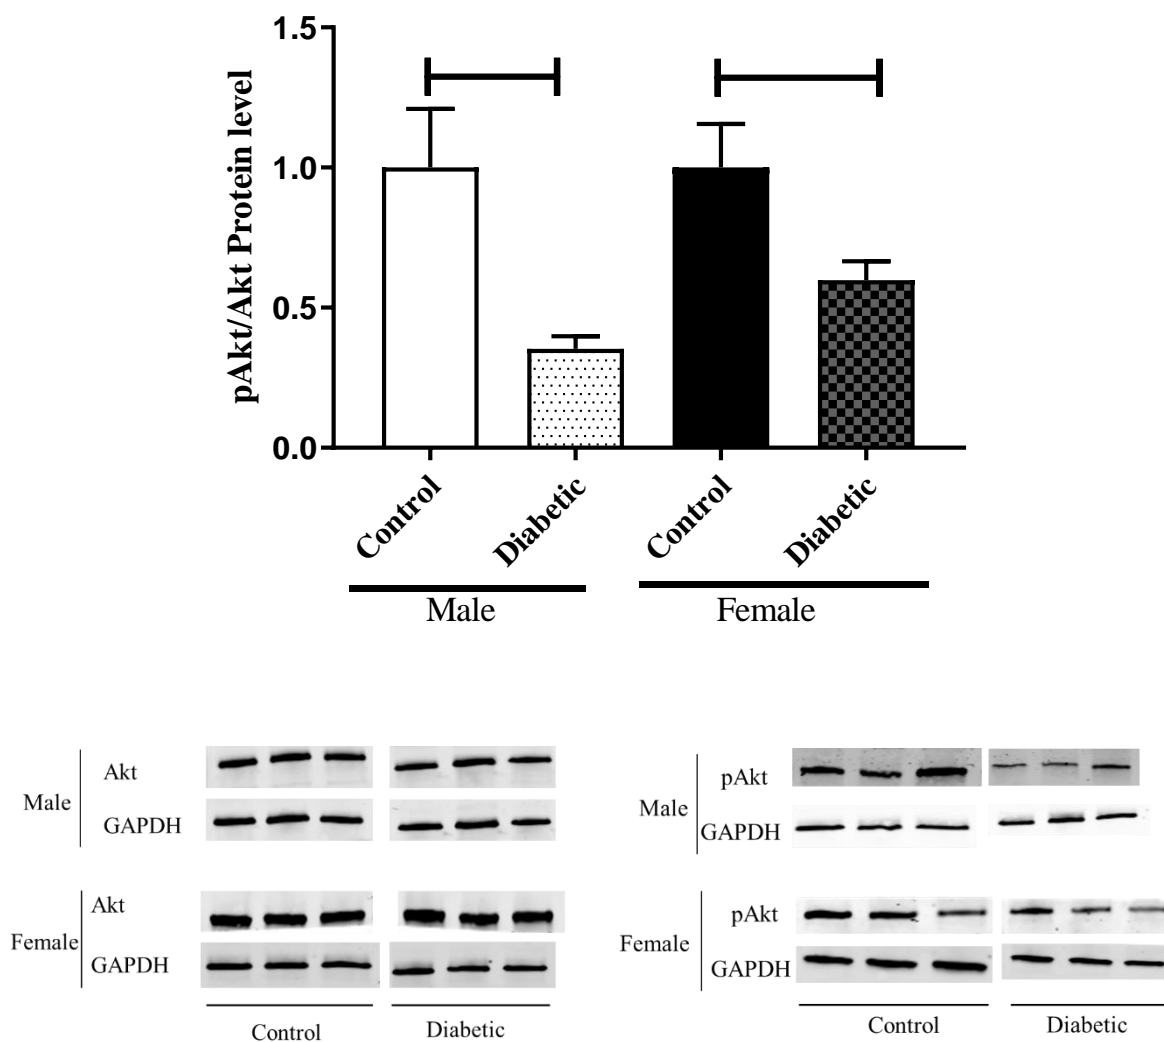 pAkt/Akt Protein level
1.5
1.0
0.5
0.0
Control
Diabetic
Control
Diabetic
Male
Female
Male
Akt
GAPDH
Female
Akt
GAPDH
Control
Diabetic
Male
pAkt
GAPDH
Female
pAkt
GAPDH
Control
Diabetic